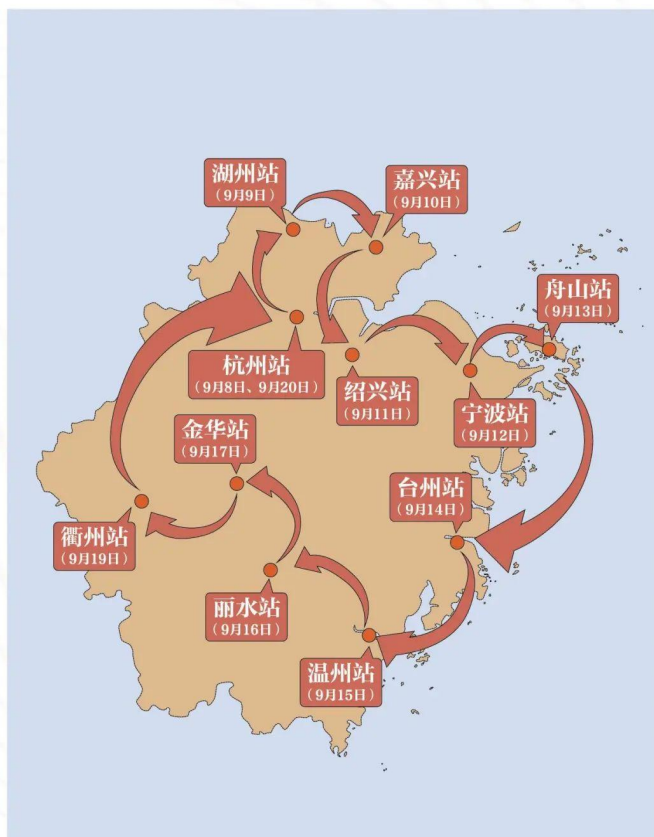 湖州站
（9月9日）
嘉兴站
（9月10日）
舟山站
（9月13日）
杭州站
（9月8日、9月20日）
绍兴站
（9月11日）
宁波站
（9月12日）
金华站
（9月17日）
台州站
（9月14日）
衢州站
（9月19日）
丽水站
（9月16日）
温州站
（9月15日）